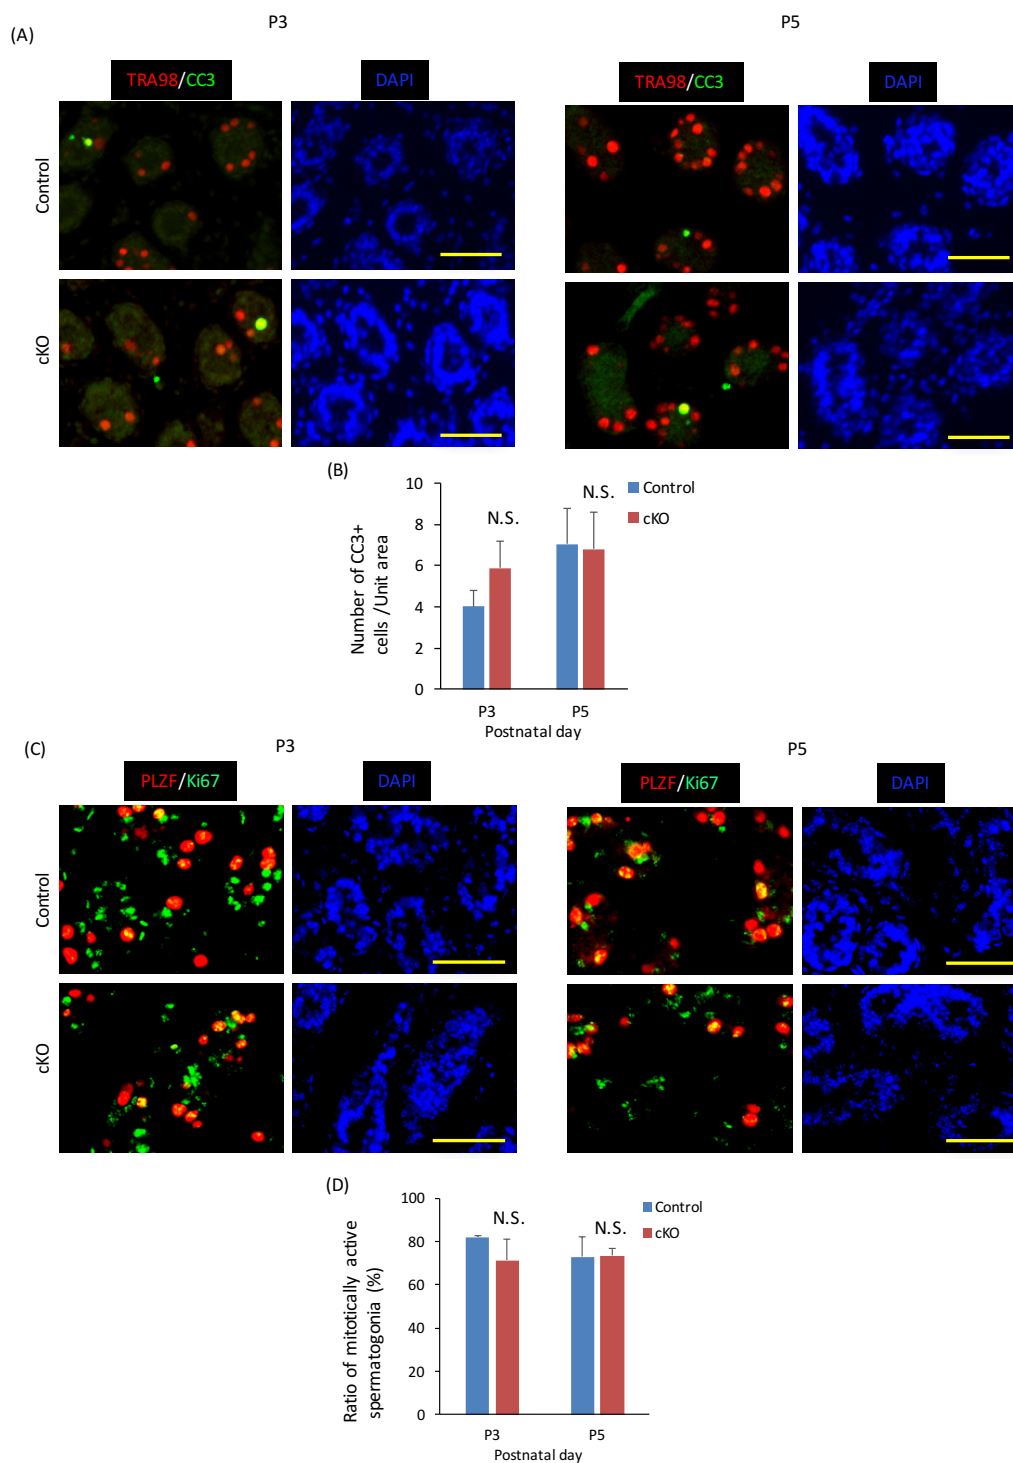 (A)
P3
P5
TRA98/CC3
DAPI
TRA98/CC3
DAPI
Control
cKO
(B)
Number of CC3+
cells /Unit area
10
8
6
4
2
0
N.S.
N.S.
Control
cKO
P3
P5
Postnatal day
(C)
P3
P5
PLZF/Ki67
DAPI
PLZF/Ki67
DAPI
Control
cKO
(D)
Ratio of mitotically active
spermatogonia (%)
100
80
60
40
20
0
N.S.
N.S.
Control
cKO
P3
P5
Postnatal day